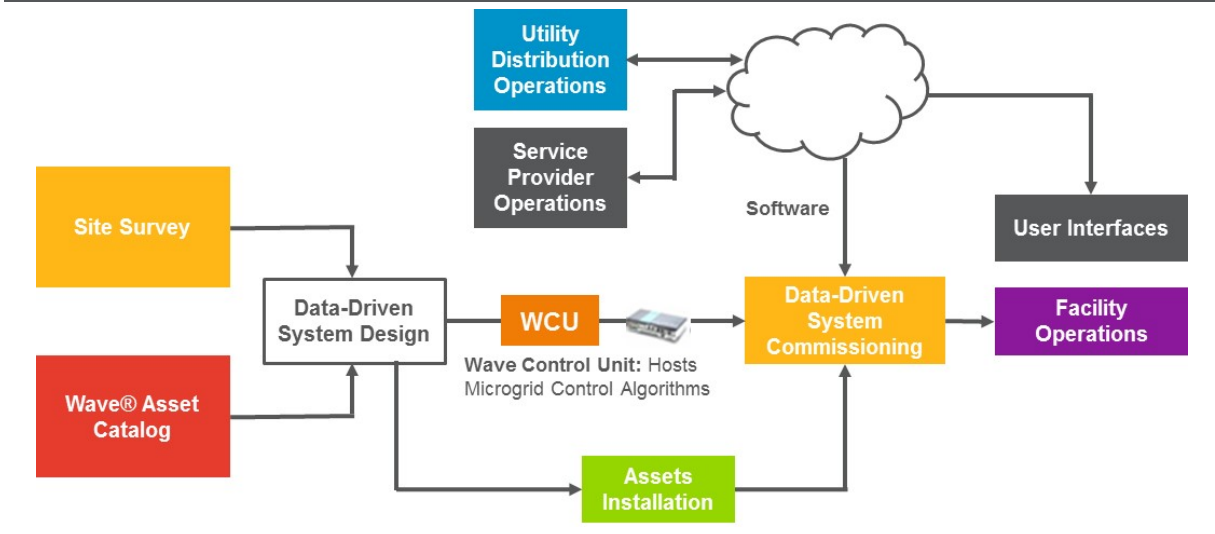 Utility
Distribution
Operations
Service
Provider
Operations
Software
Site Survey
User Interfaces
Data-Driven
System Design
WCU
Wave Control Unit: Hosts
Microgrid Control Algorithms
Data-Driven
System
Commissioning
Facility
Operations
Wave® Asset
Catalog
Assets
Installation